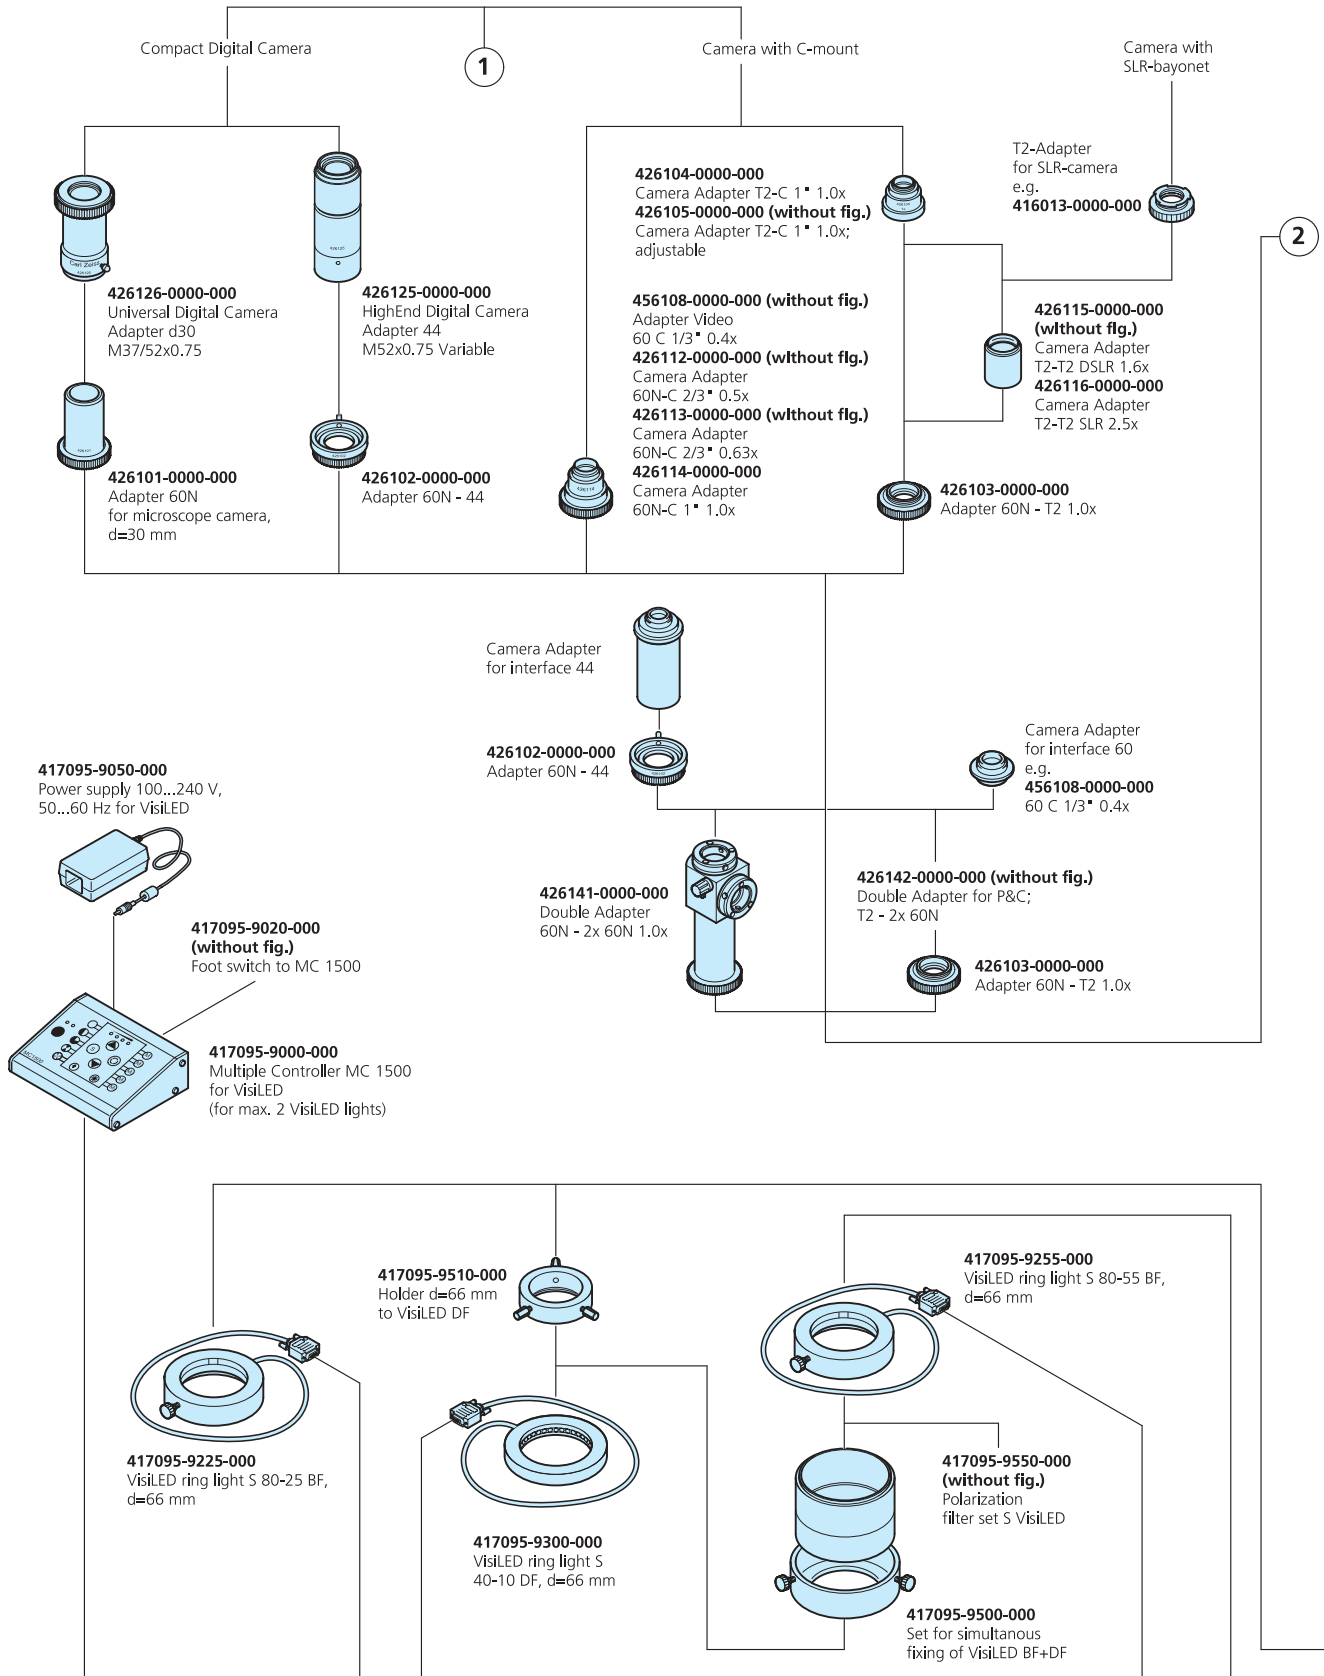 Compact Digital Camera
1
Camera with C-mount
Camera with
SLR-bayonet
T2-Adapter
for SLR-camera
e.g.
416013-0000-000
2
426104-0000-000
Camera Adapter T2-C 1" 1.0x
426105-0000-000 (without fig.)
Camera Adapter T2-C 1" 1.0x;
adjustable
Carl Zeiss
426126
426126-0000-000
Universal Digital Camera
Adapter d30
M37/52x0.75
426125
426125-0000-000
HighEnd Digital Camera
Adapter 44
M52x0.75 Variable
456108-0000-000 (without fig.)
Adapter Video
60 C 1/3" 0.4x
426112-0000-000 (without fig.)
Camera Adapter
60N-C 2/3" 0.5x
426113-0000-000 (without fig.)
Camera Adapter
60N-C 2/3" 0.63x
426114-0000-000
Camera Adapter
60N-C 1" 1.0x
426114
426115-0000-000
(without fig.)
Camera Adapter
T2-T2 DSLR 1.6x
426116-0000-000
Camera Adapter
T2-T2 SLR 2.5x
426101
426101-0000-000
Adapter 60N
for microscope camera,
d=30 mm
426102
426102-0000-000
Adapter 60N - 44
426103-0000-000
Adapter 60N - T2 1.0x
Camera Adapter
for interface 44
426102-0000-000
Adapter 60N - 44
426102
Camera Adapter
for interface 60
e.g.
456108-0000-000
60 C 1/3" 0.4x
417095-9050-000
Power supply 100...240 V,
50...60 Hz for VisiLED
426141-0000-000
Double Adapter
60N - 2x 60N 1.0x
426142-0000-000 (without fig.)
Double Adapter for P&C;
T2 - 2x 60N
417095-9020-000
(without fig.)
Foot switch to MC 1500
426103-0000-000
Adapter 60N - T2 1.0x
MC1500
417095-9000-000
Multiple Controller MC 1500
for VisiLED
(for max. 2 VisiLED lights)
417095-9510-000
Holder d=66 mm
to VisiLED DF
417095-9255-000
VisiLED ring light S 80-55 BF,
d=66 mm
417095-9225-000
VisiLED ring light S 80-25 BF,
d=66 mm
417095-9550-000
(without fig.)
Polarization
filter set S VisiLED
417095-9300-000
VisiLED ring light S
40-10 DF, d=66 mm
417095-9500-000
Set for simultanous
fixing of VisiLED BF+DF